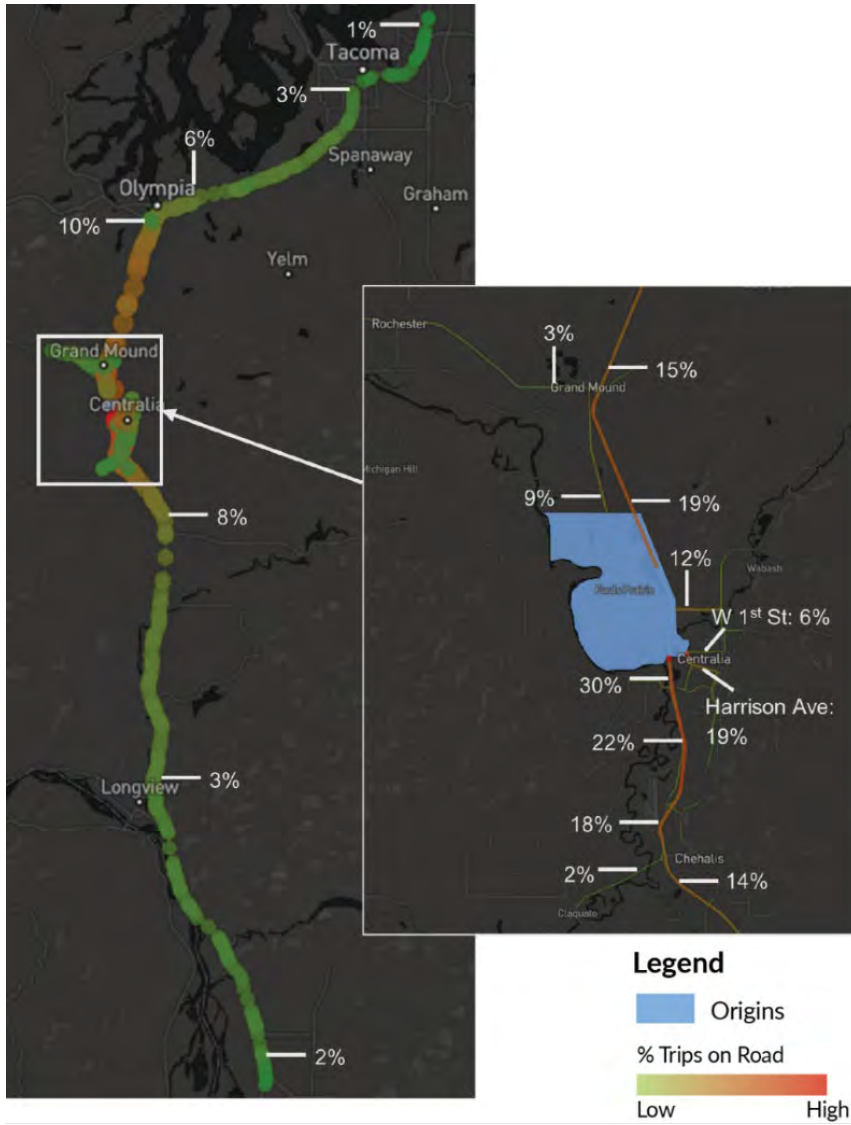 1%
Tacoma
3%
6%
Spanaway
Olympia
Graham
10%
Yelm
Grand Mound
Centralia
8%
3%
Longview
2%
Rochester
3%
Grand Mound
15%
Michigan Hill
9%
19%
12%
Wabash
Fords Prairie
W 1st St: 6%
Centralia
30%
Harrison Ave:
19%
22%
18%
Chehalis
2%
14%
Claquato
Legend
Origins
% Trips on Road
Low
High